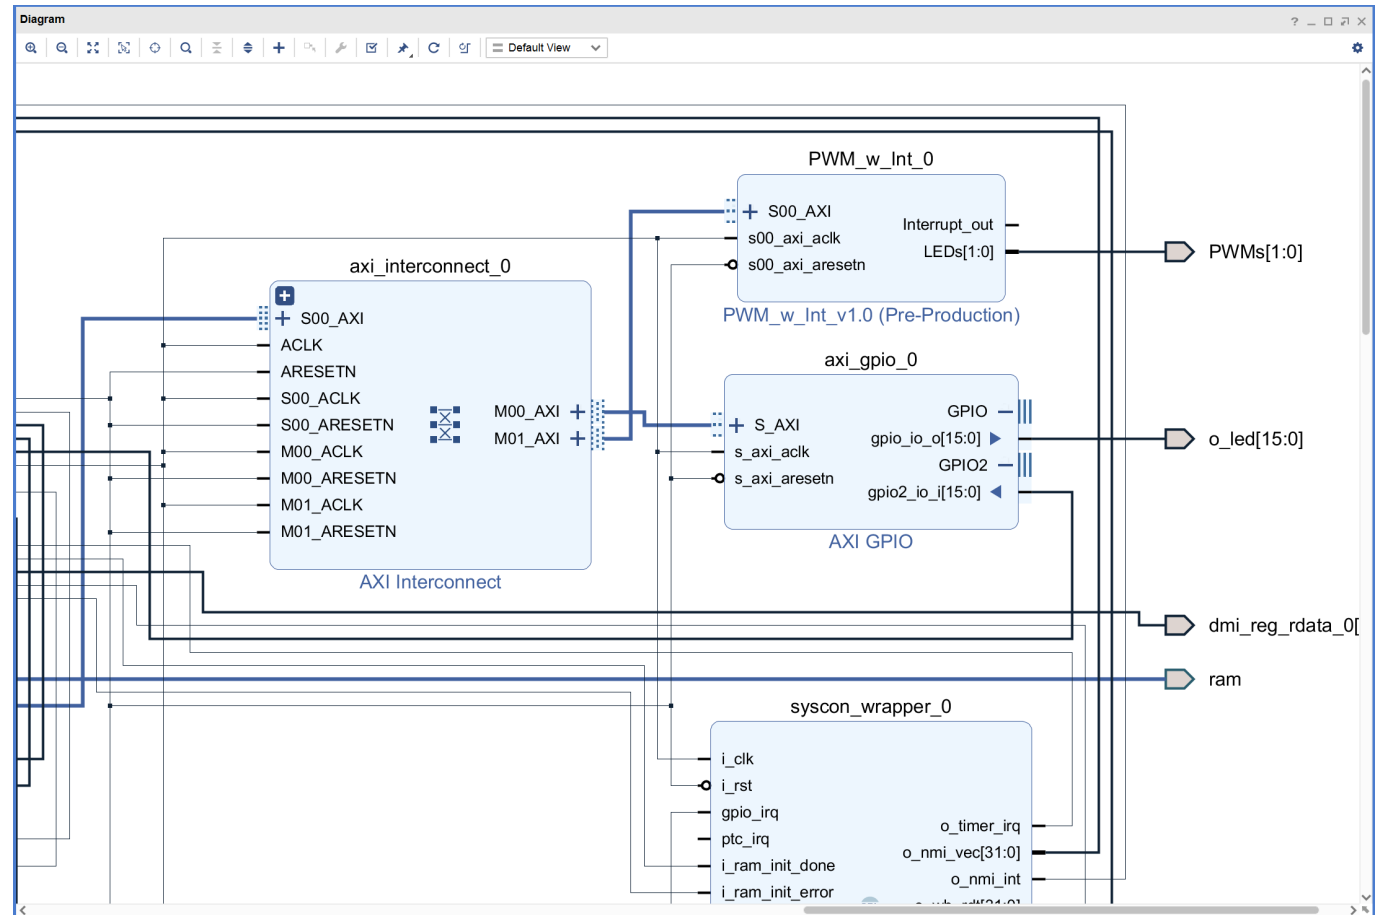 Diagram
Default View
PWM_w_Int_0
S00_AXI
s00_axi_aclk
s00_axi_aresetn
Interrupt_out
LEDs[1:0]
PWM_w_Int_v1.0 (Pre-Production)
PWMs[1:0]
axi_interconnect_0
S00_AXI
ACLK
ARESETN
S00_ACLK
S00_ARESETN
M00_ACLK
M00_ARESETN
M01_ACLK
M01_ARESETN
M00_AXI
M01_AXI
AXI Interconnect
axi_gpio_0
S_AXI
s_axi_aclk
s_axi_aresetn
GPIO
gpio_io_o[15:0]
GPIO2
gpio2_io_i[15:0]
AXI GPIO
o_led[15:0]
dmi_reg_rdata_0[
ram
syscon_wrapper_0
i_clk
i_rst
gpio_irq
ptc_irq
i_ram_init_done
i_ram_init_error
o_timer_irq
o_nmi_vec[31:0]
o_nmi_int